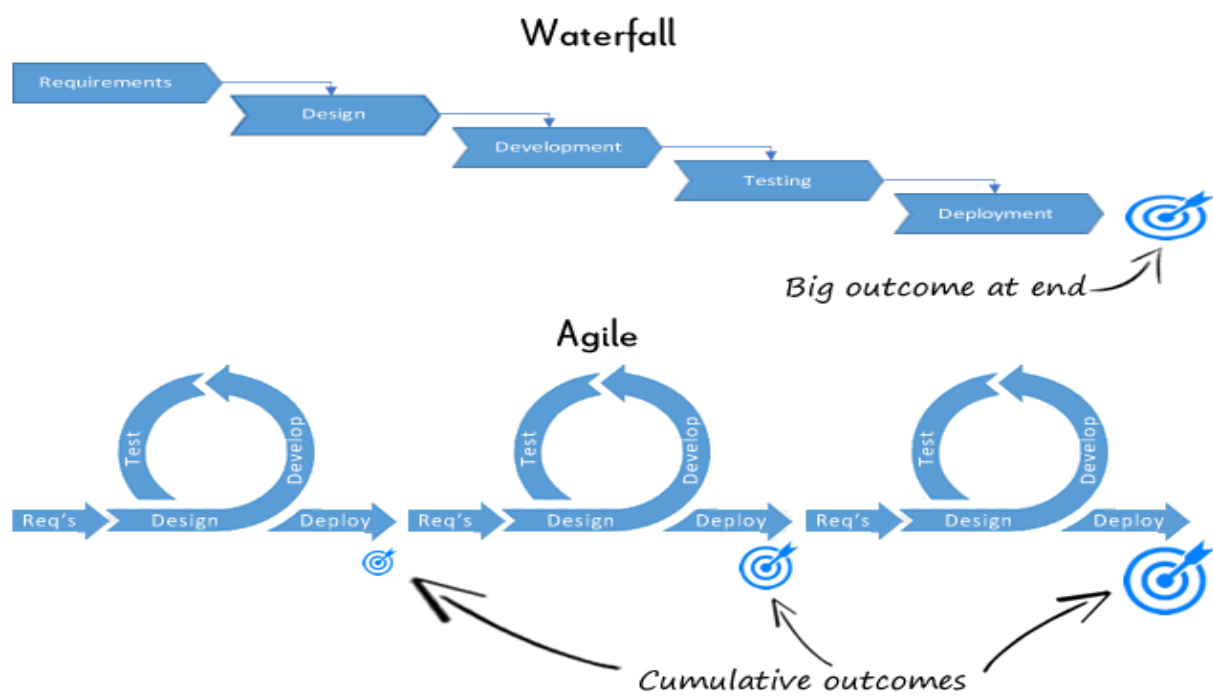 Waterfall
Requirements
Design
Development
Testing
Deployment
Big outcome at end
Agile
Test
Develop
Test
Develop
Test
Develop
Req's
Design
Deploy
Req's
Design
Deploy
Req's
Design
Deploy
Cumulative outcomes